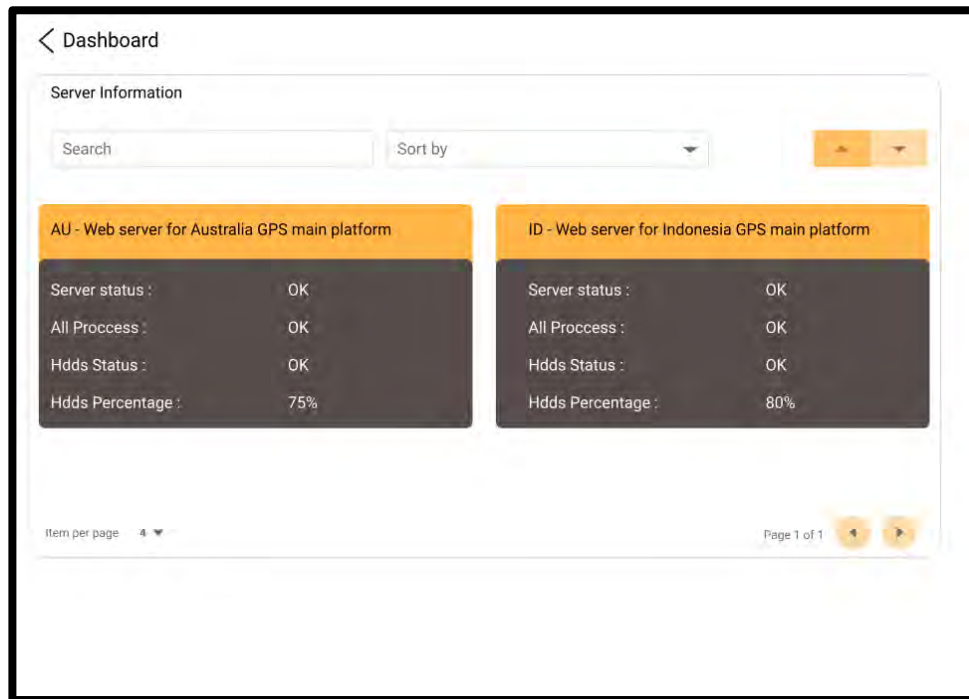 Dashboard
Server Information
Search
Sort by
AU - Web server for Australia GPS main platform
Server status : OK
All Proccess : OK
Hdds Status : OK
Hdds Percentage : 75%
ID - Web server for Indonesia GPS main platform
Server status : OK
All Proccess : OK
Hdds Status : OK
Hdds Percentage : 80%
Item per page 4
Page 1 of 1